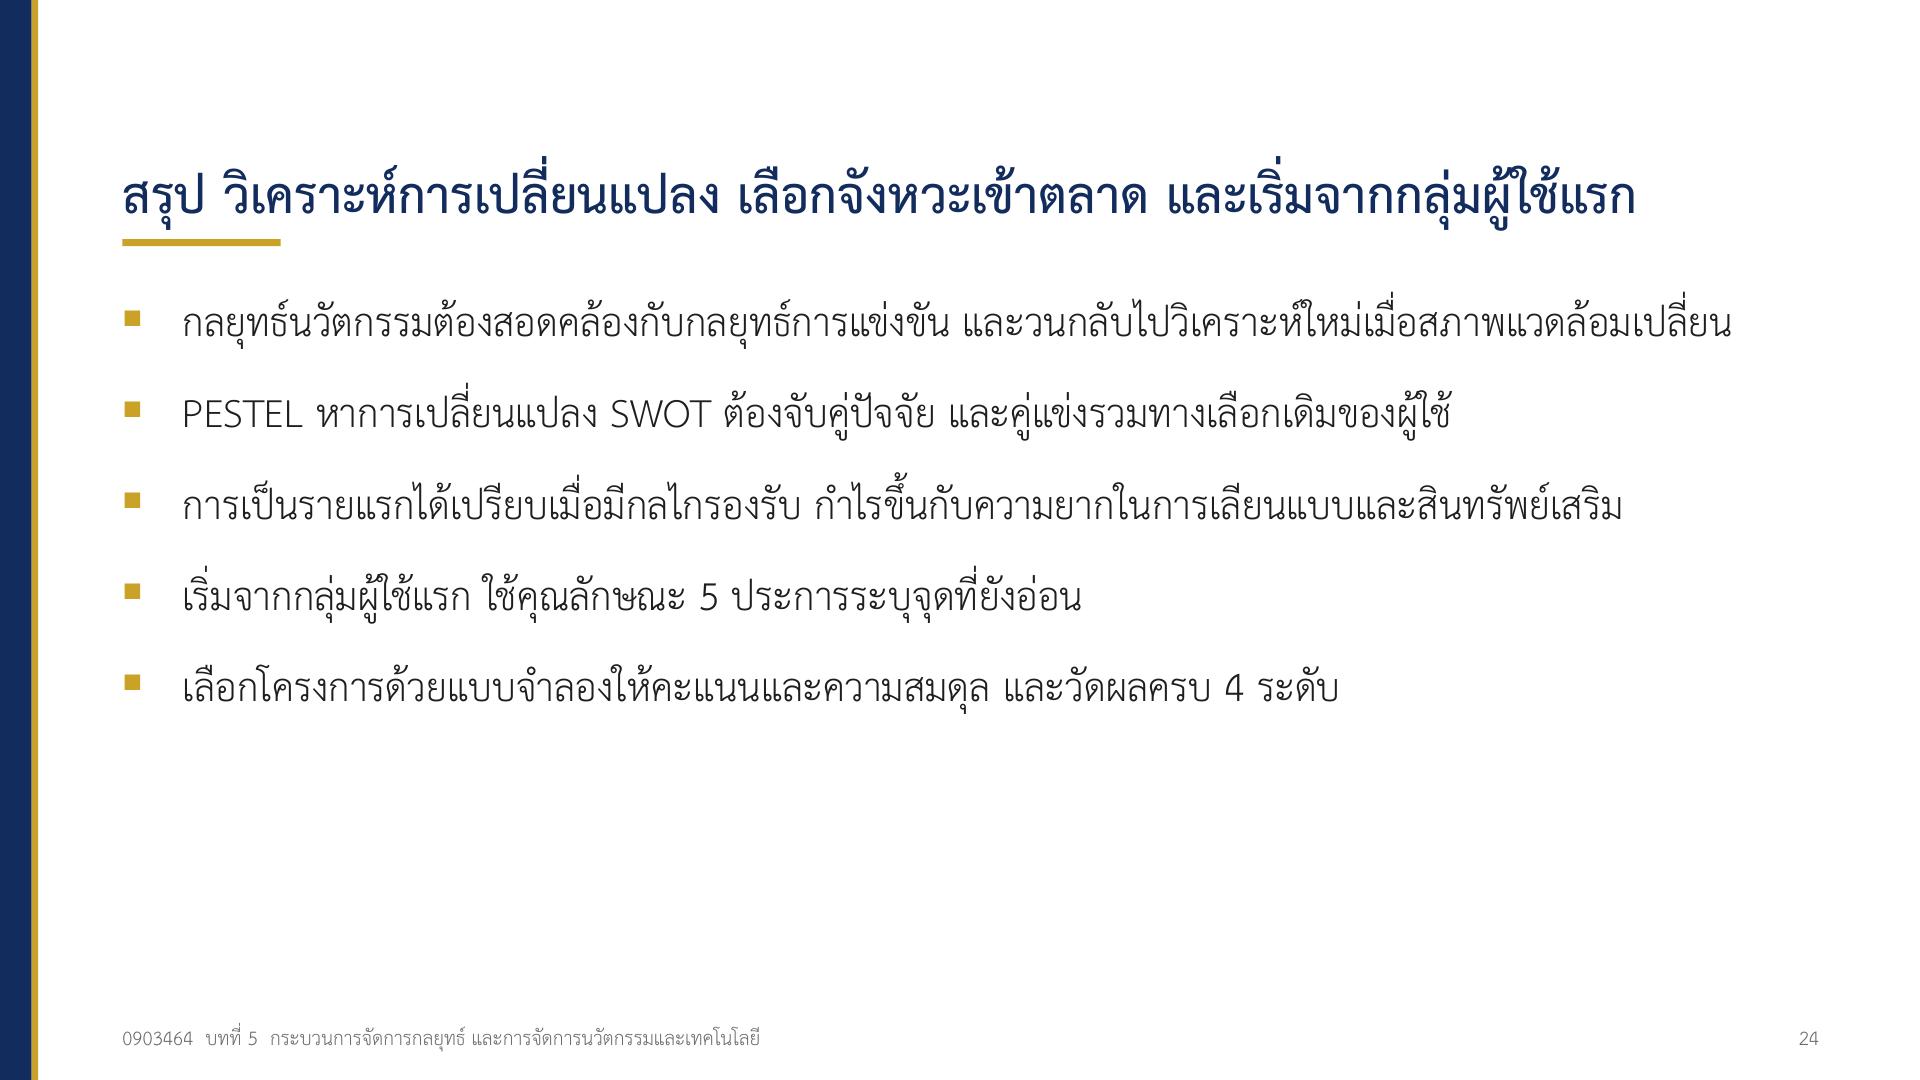 สรุป วิเคราะห์การเปลี่ยนแปลง เลือกจังหวะเข้าตลาด และเริ่มจากกลุ่มผู้ใช้แรก
กลยุทธ์นวัตกรรมต้องสอดคล้องกับกลยุทธ์การแข่งขัน และวนกลับไปวิเคราะห์ใหม่เมื่อสภาพแวดล้อมเปลี่ยน
PESTEL หาการเปลี่ยนแปลง SWOT ต้องจับคู่ปัจจัย และคู่แข่งรวมทางเลือกเดิมของผู้ใช้
การเป็นรายแรกได้เปรียบเมื่อมีกลไกรองรับ กำไรขึ้นกับความยากในการเลียนแบบและสินทรัพย์เสริม
เริ่มจากกลุ่มผู้ใช้แรก ใช้คุณลักษณะ 5 ประการระบุจุดที่ยังอ่อน
เลือกโครงการด้วยแบบจำลองให้คะแนนและความสมดุล และวัดผลครบ 4 ระดับ
0903464 บทที่ 5 กระบวนการจัดการกลยุทธ์ และการจัดการนวัตกรรมและเทคโนโลยี
24